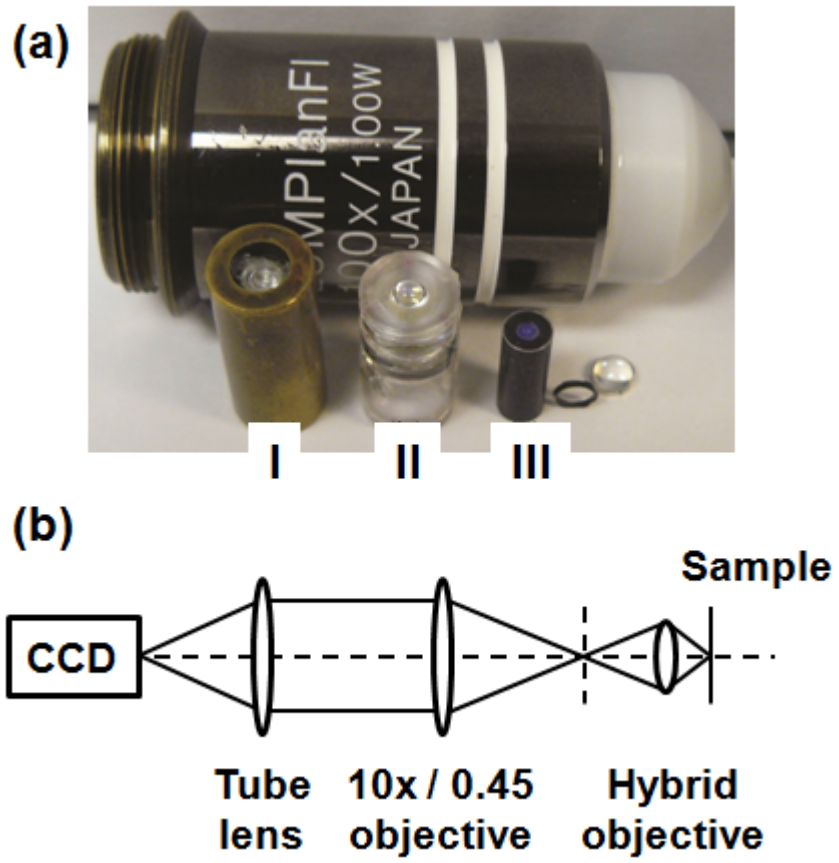 (a)
MPlanFl
100x/1.00W
JAPAN
I
II
III
(b)
Sample
CCD
Tube lens
10x / 0.45 objective
Hybrid objective